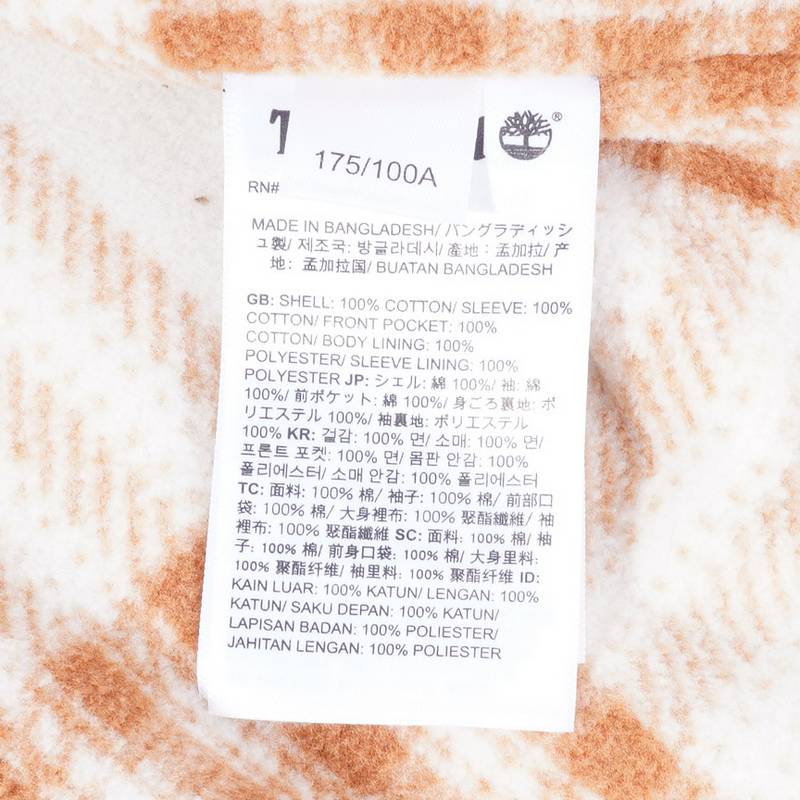 7
®
175/100A
RN#
MADE IN BANGLADESH/ バングラディッシ
ュ製/ 제조국: 방글라데시/ 產地：孟加拉/ 产
地：孟加拉国/ BUATAN BANGLADESH
GB: SHELL: 100% COTTON/ SLEEVE: 100%
COTTON/ FRONT POCKET: 100%
COTTON/ BODY LINING: 100%
POLYESTER/ SLEEVE LINING: 100%
POLYESTER JP: シェル: 綿 100%/ 袖: 綿
100%/ 前ポケット: 綿 100%/ 身ごろ裏地: ポ
リエステル 100%/ 袖裏地: ポリエステル
100% KR: 겉감: 100% 면/ 소매: 100% 면/
프론트 포켓: 100% 면/ 몸판 안감: 100%
폴리에스터/ 소매 안감: 100% 폴리에스터
TC: 面料: 100% 棉/ 袖子: 100% 棉/ 前部口
袋: 100% 棉/ 大身裡布: 100% 聚酯纖維/ 袖
裡布: 100% 聚酯纖維 SC: 面料: 100% 棉/ 袖
子: 100% 棉/ 前身口袋: 100% 棉/ 大身里料:
100% 聚酯纤维/ 袖里料: 100% 聚酯纤维 ID:
KAIN LUAR: 100% KATUN/ LENGAN: 100%
KATUN/ SAKU DEPAN: 100% KATUN/
LAPISAN BADAN: 100% POLIESTER/
JAHITAN LENGAN: 100% POLIESTER